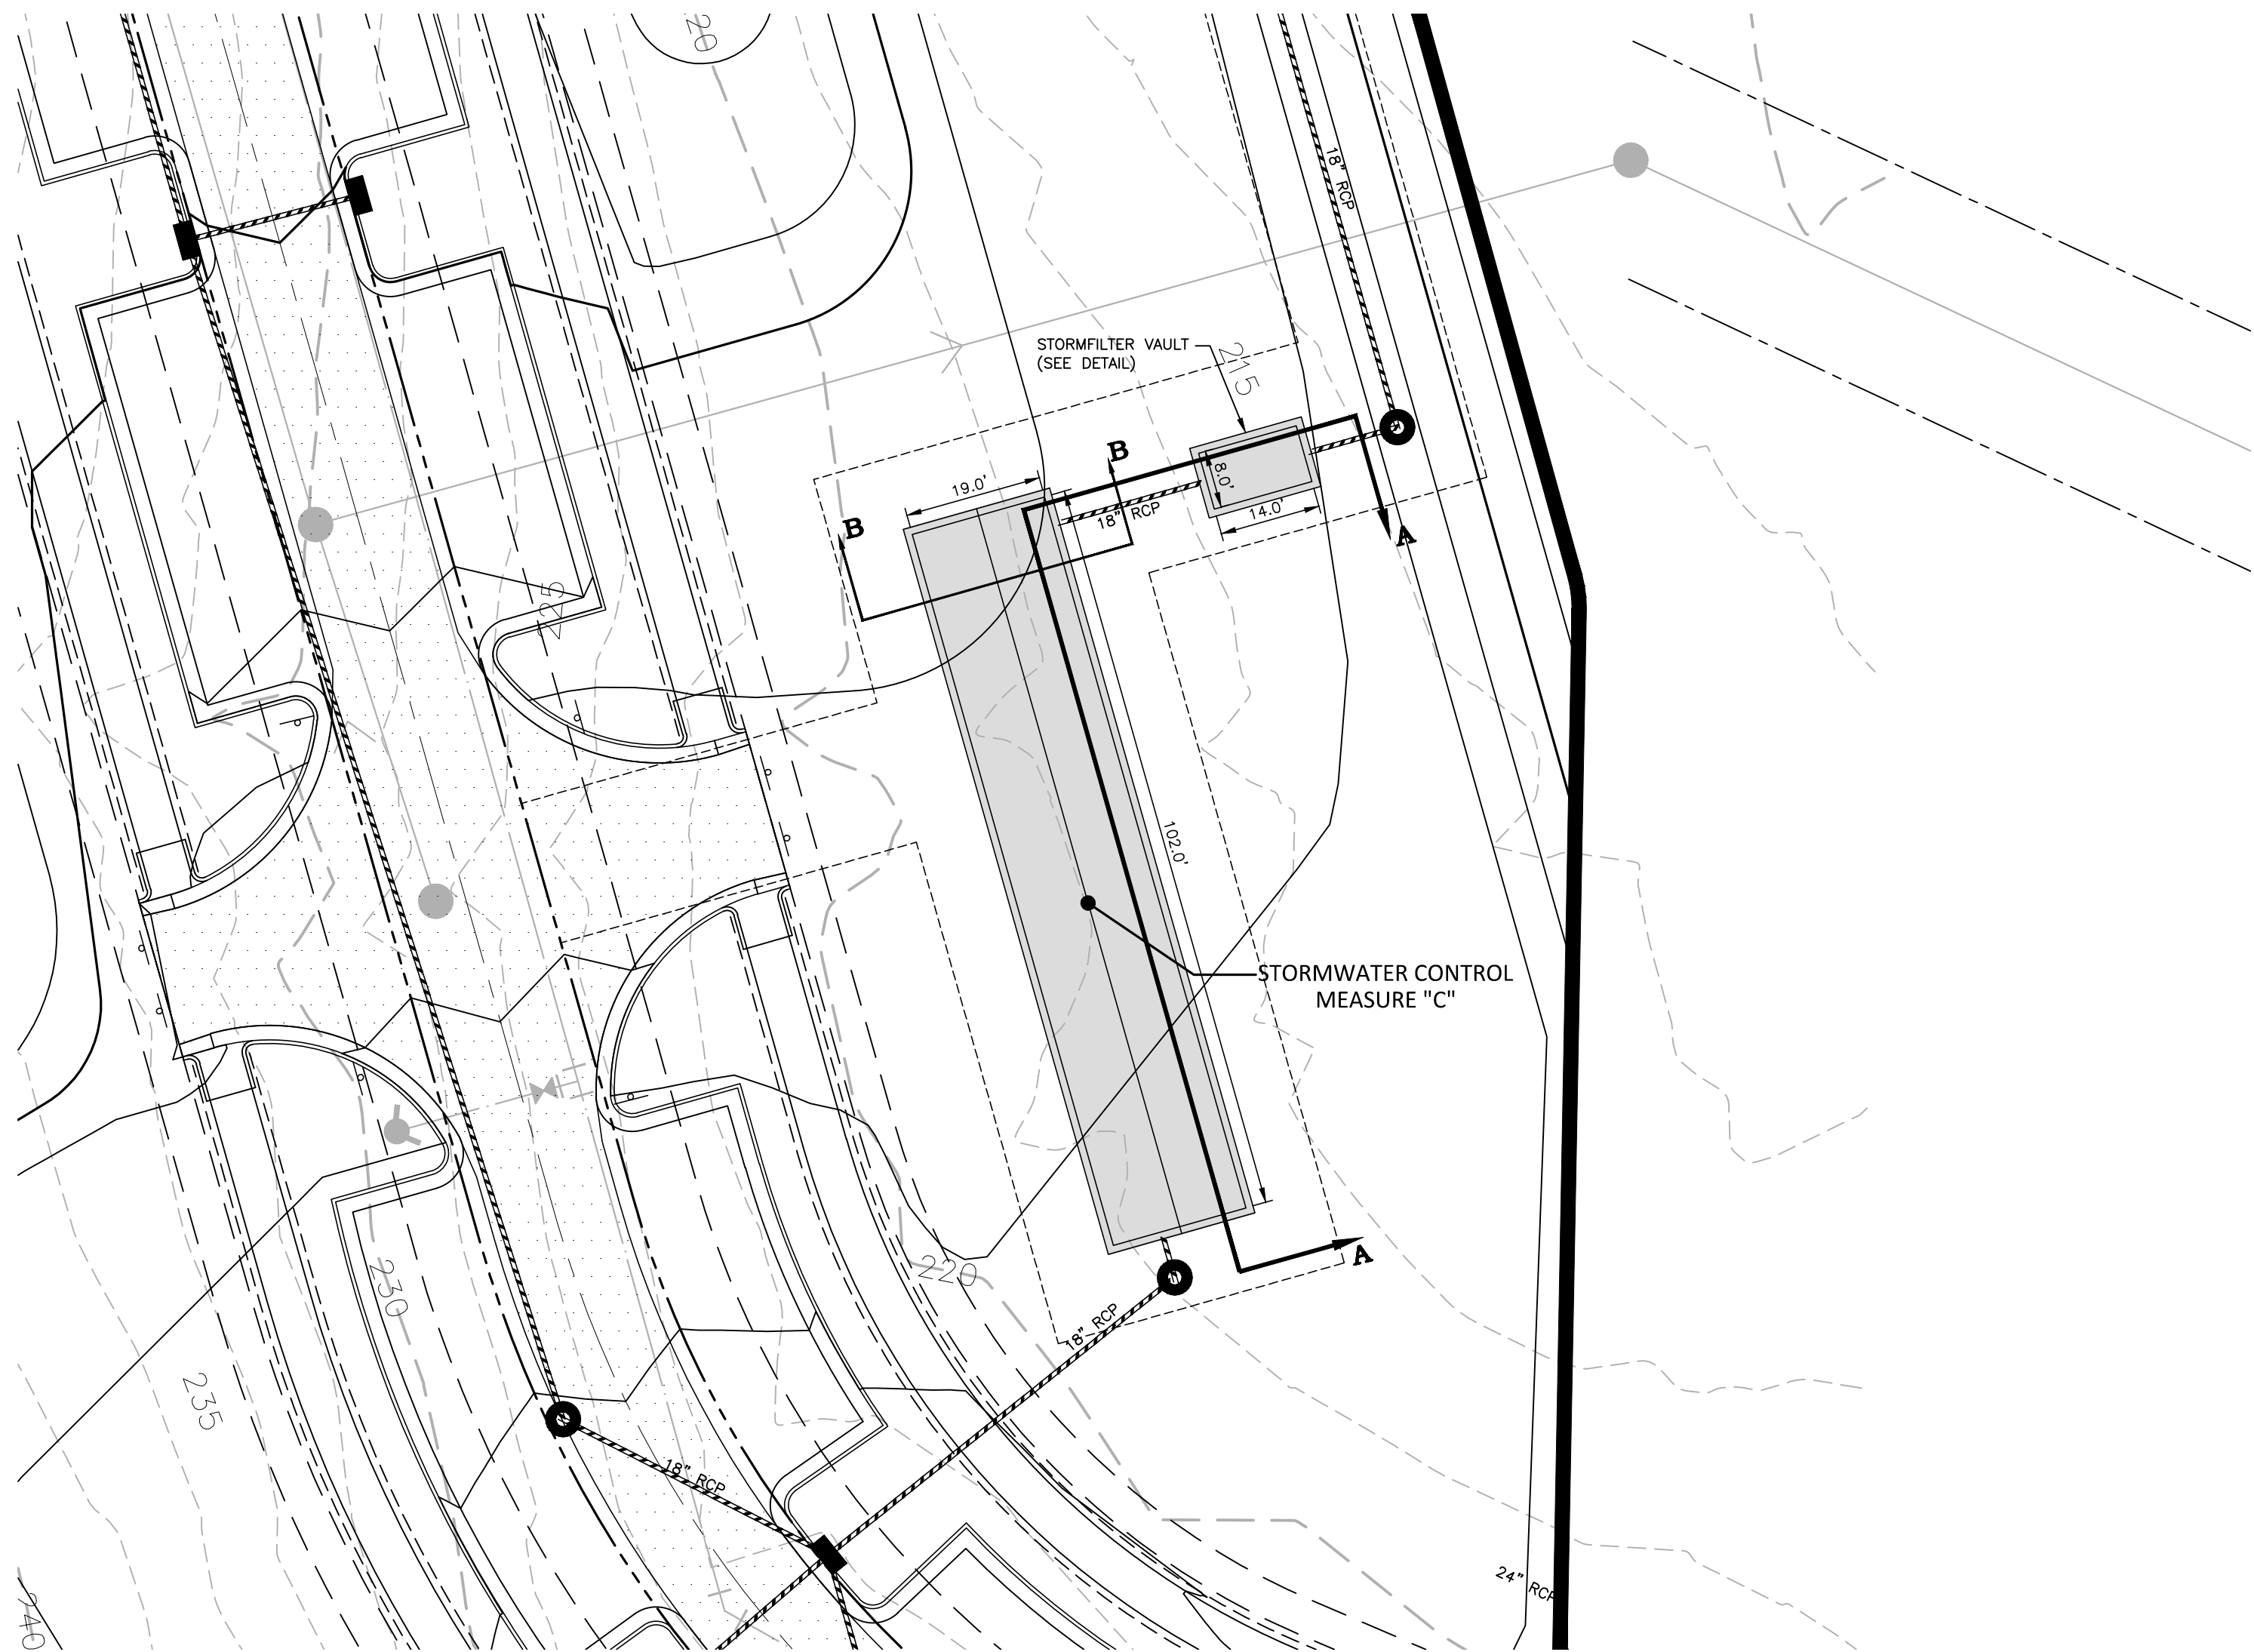 220
18" RCP
STORMFILTER VAULT
(SEE DETAIL)
215
B
B
19.0'
8.0'
18" RCP
14.0'
A
225
102.0'
STORMWATER CONTROL
MEASURE "C"
A
220
230
18" RCP
235
18" RCP
24" RCP
240